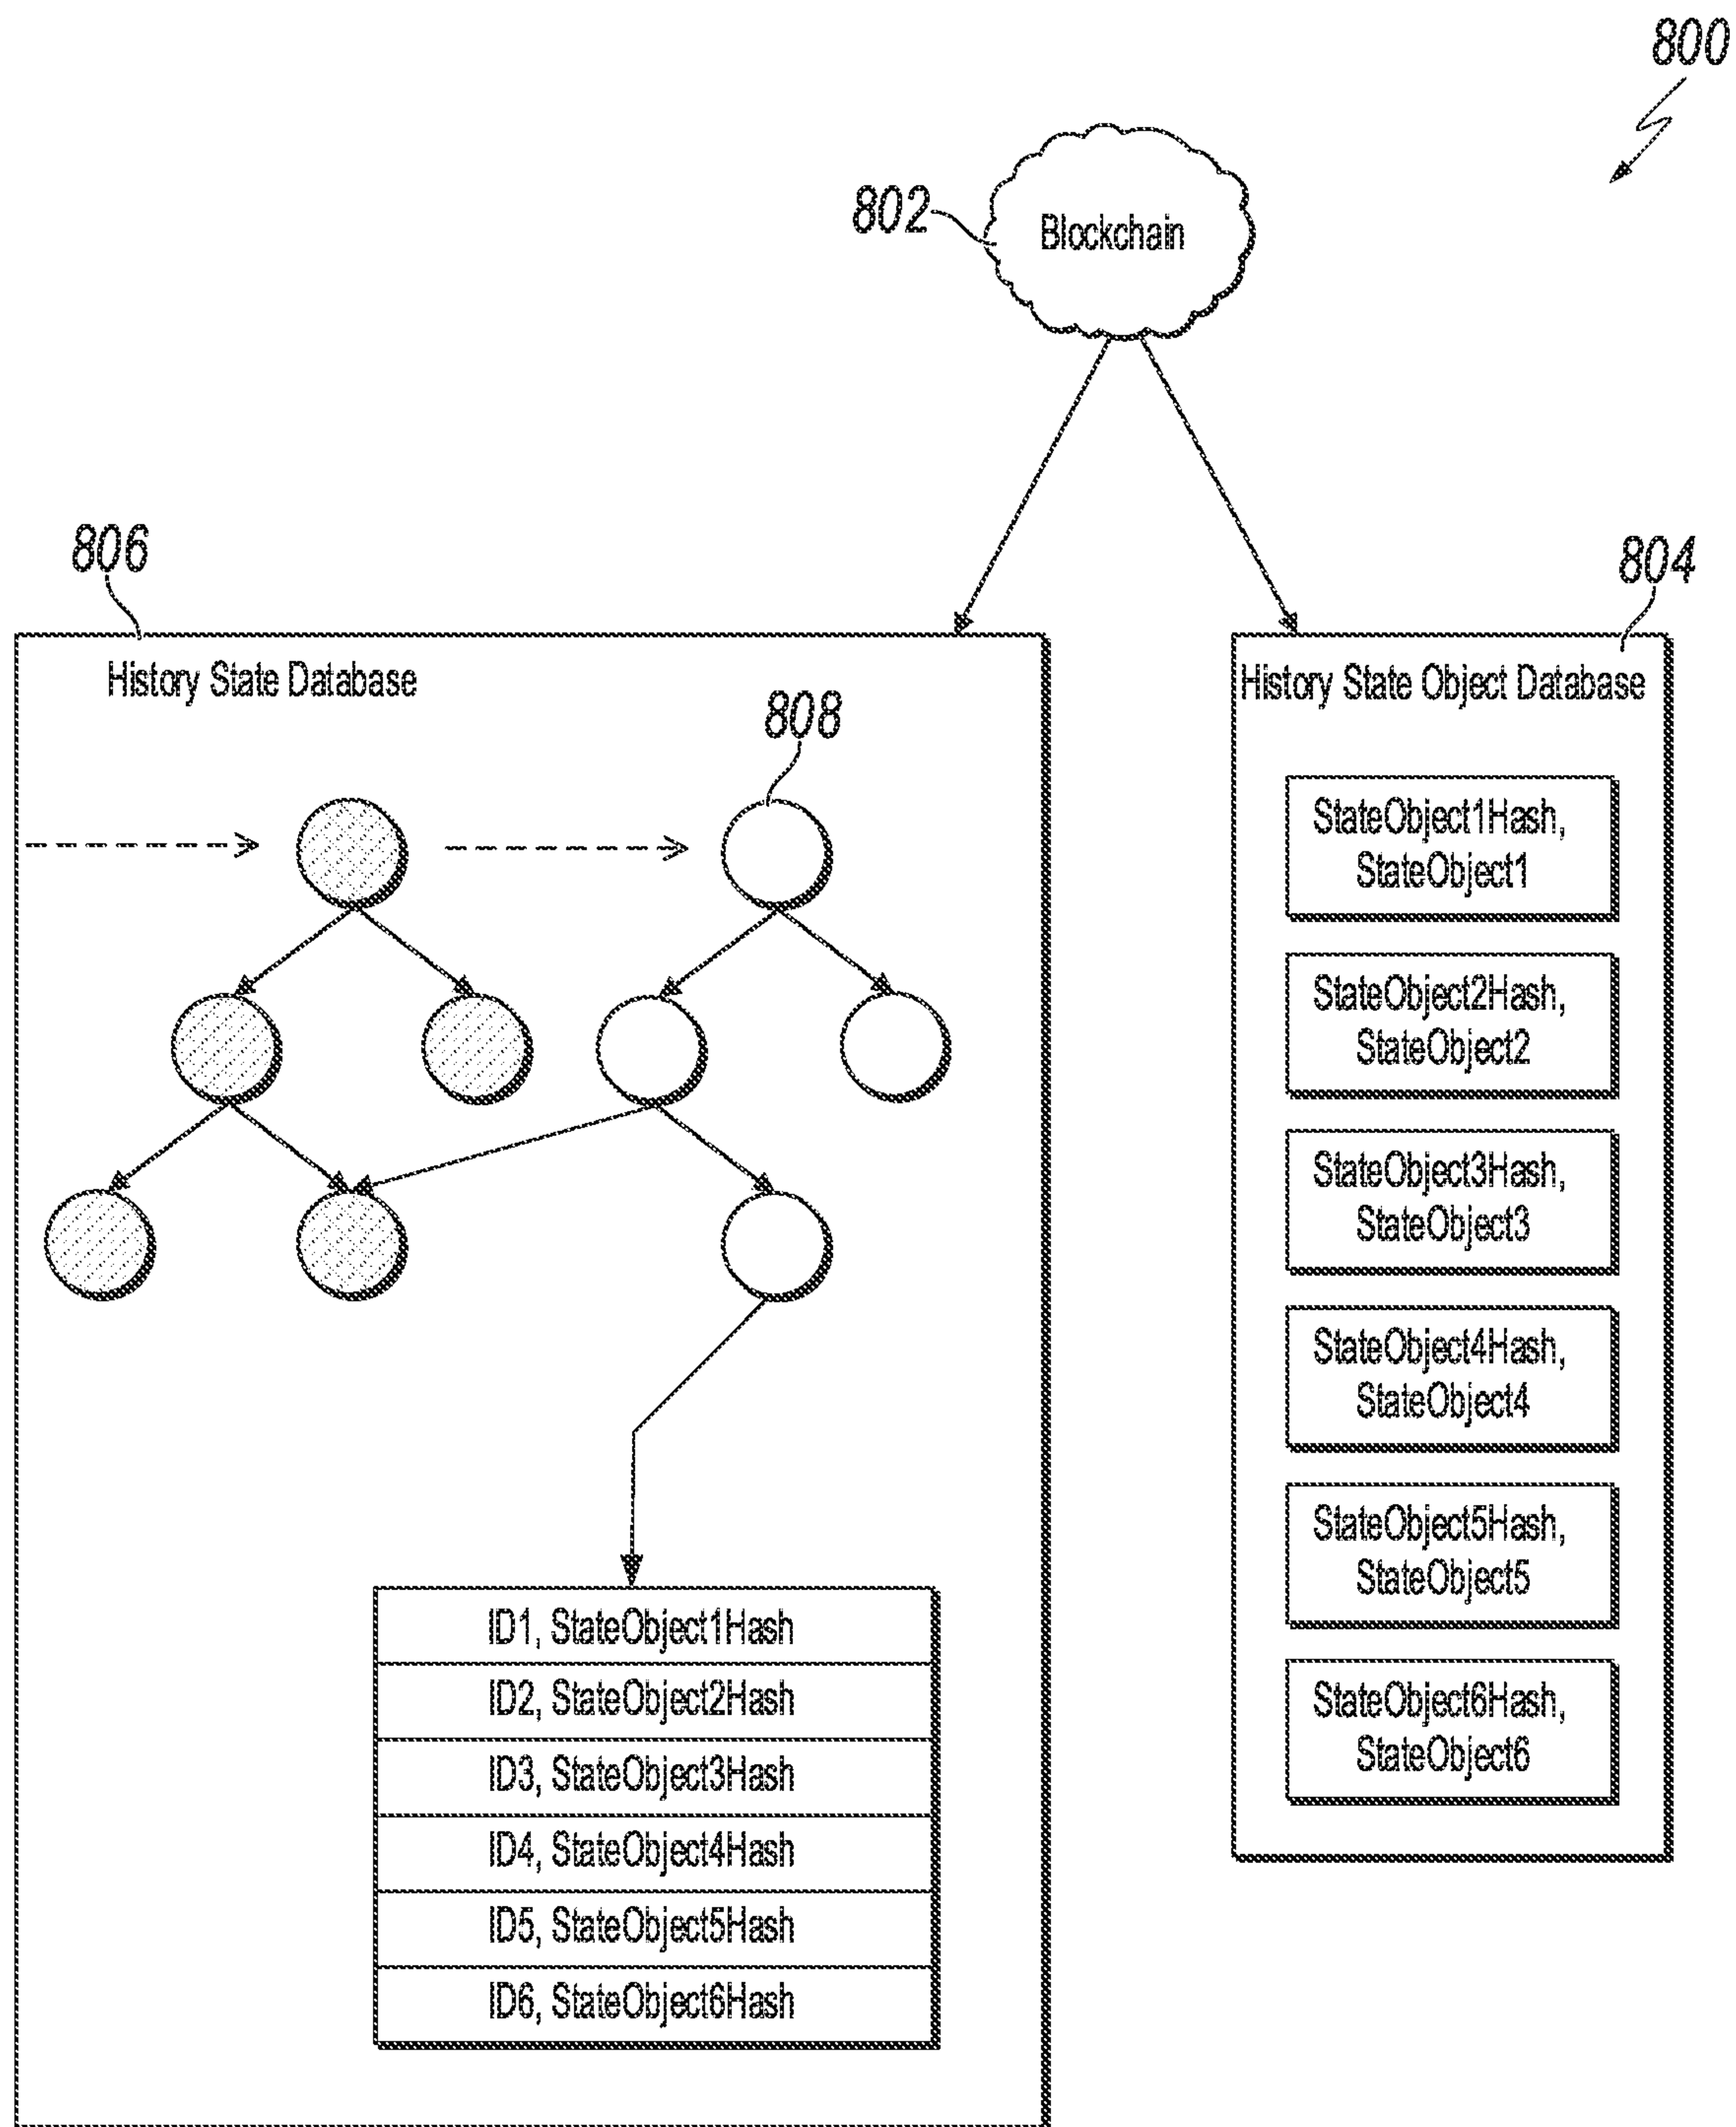 800
802
Blockchain
806
804
History State Database
History State Object Database
808
StateObject1Hash,
StateObject1
StateObject2Hash,
StateObject2
StateObject3Hash,
StateObject3
StateObject4Hash,
StateObject4
StateObject5Hash,
StateObject5
StateObject6Hash,
StateObject6
ID1, StateObject1Hash
ID2, StateObject2Hash
ID3, StateObject3Hash
ID4, StateObject4Hash
ID5, StateObject5Hash
ID6, StateObject6Hash